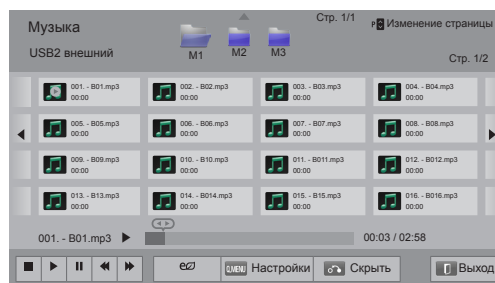 Музыка
Стр. 1/1
P Изменение страницы
USB2 внешний
M1 M2 M3
Стр. 1/2
001. - B01.mp3 00:00
002. - B02.mp3 00:00
003. - B03.mp3 00:00
004. - B04.mp3 00:00
005. - B05.mp3 00:00
006. - B06.mp3 00:00
007. - B07.mp3 00:00
008. - B08.mp3 00:00
009. - B09.mp3 00:00
010. - B10.mp3 00:00
011. - B011.mp3 00:00
012. - B012.mp3 00:00
013. - B13.mp3 00:00
014. - B014.mp3 00:00
015. - B15.mp3 00:00
016. - B016.mp3 00:00
001. - B01.mp3
00:03 / 02:58
Q.MENU Настройки
Скрыть
Выход